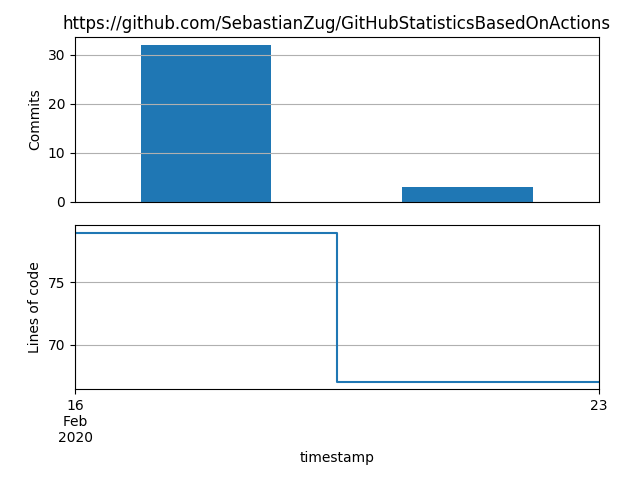 https://github.com/SebastianZug/GitHubStatisticsBasedOnActions
30
20
10
0
Commits
75
70
Lines of code
16
Feb
2020
23
timestamp